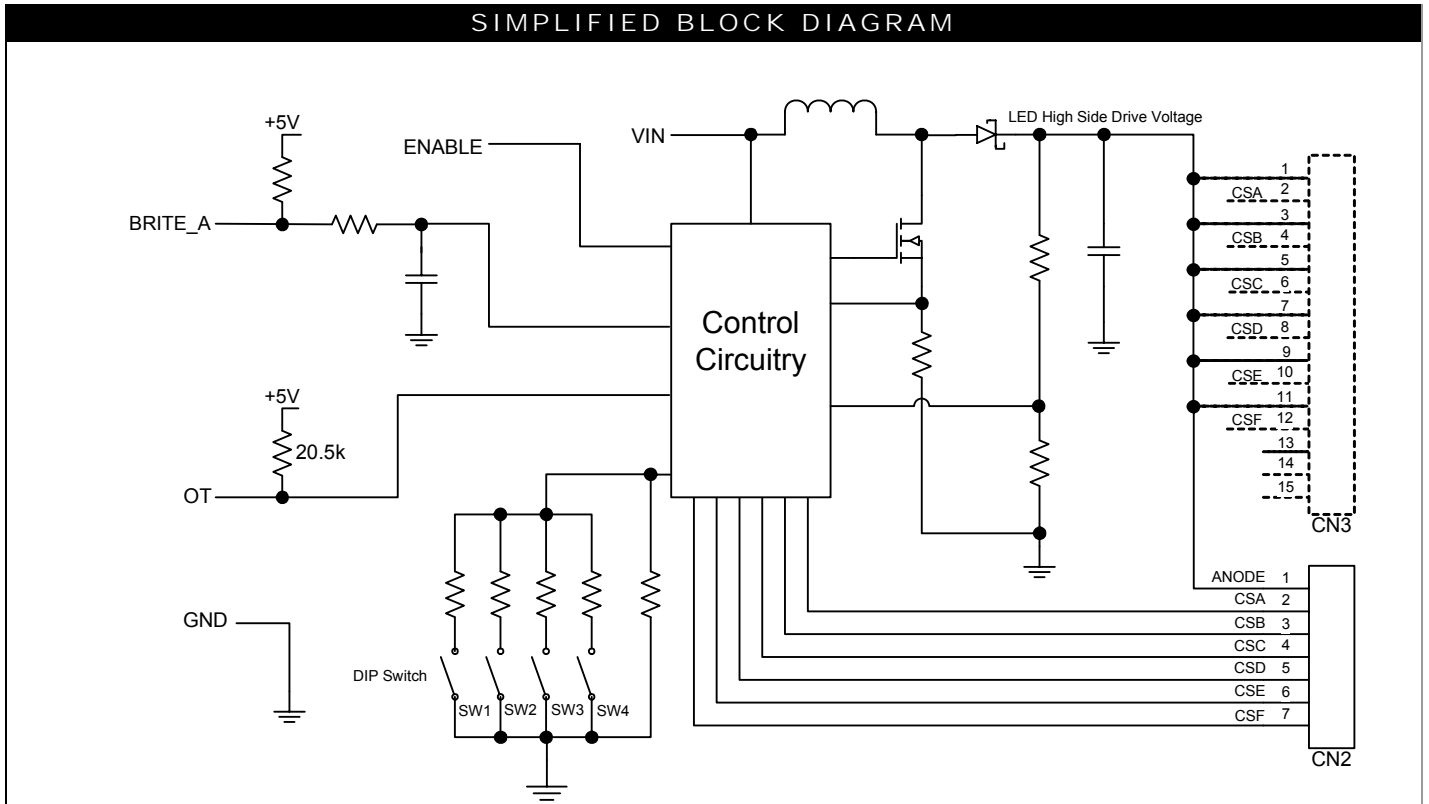 SIMPLIFIED BLOCK DIAGRAM
+5V
ENABLE
BRITE_A
VIN
LED High Side Drive Voltage
Control
Circuitry
+5V
20.5k
OT
GND
DIP Switch
SW1
SW2
SW3
SW4
1
CSA 2
3
CSB 4
5
CSC 6
7
CSD 8
9
CSE 10
11
CSF 12
13
14
15
CN3
ANODE 1
CSA 2
CSB 3
CSC 4
CSD 5
CSE 6
CSF 7
CN2